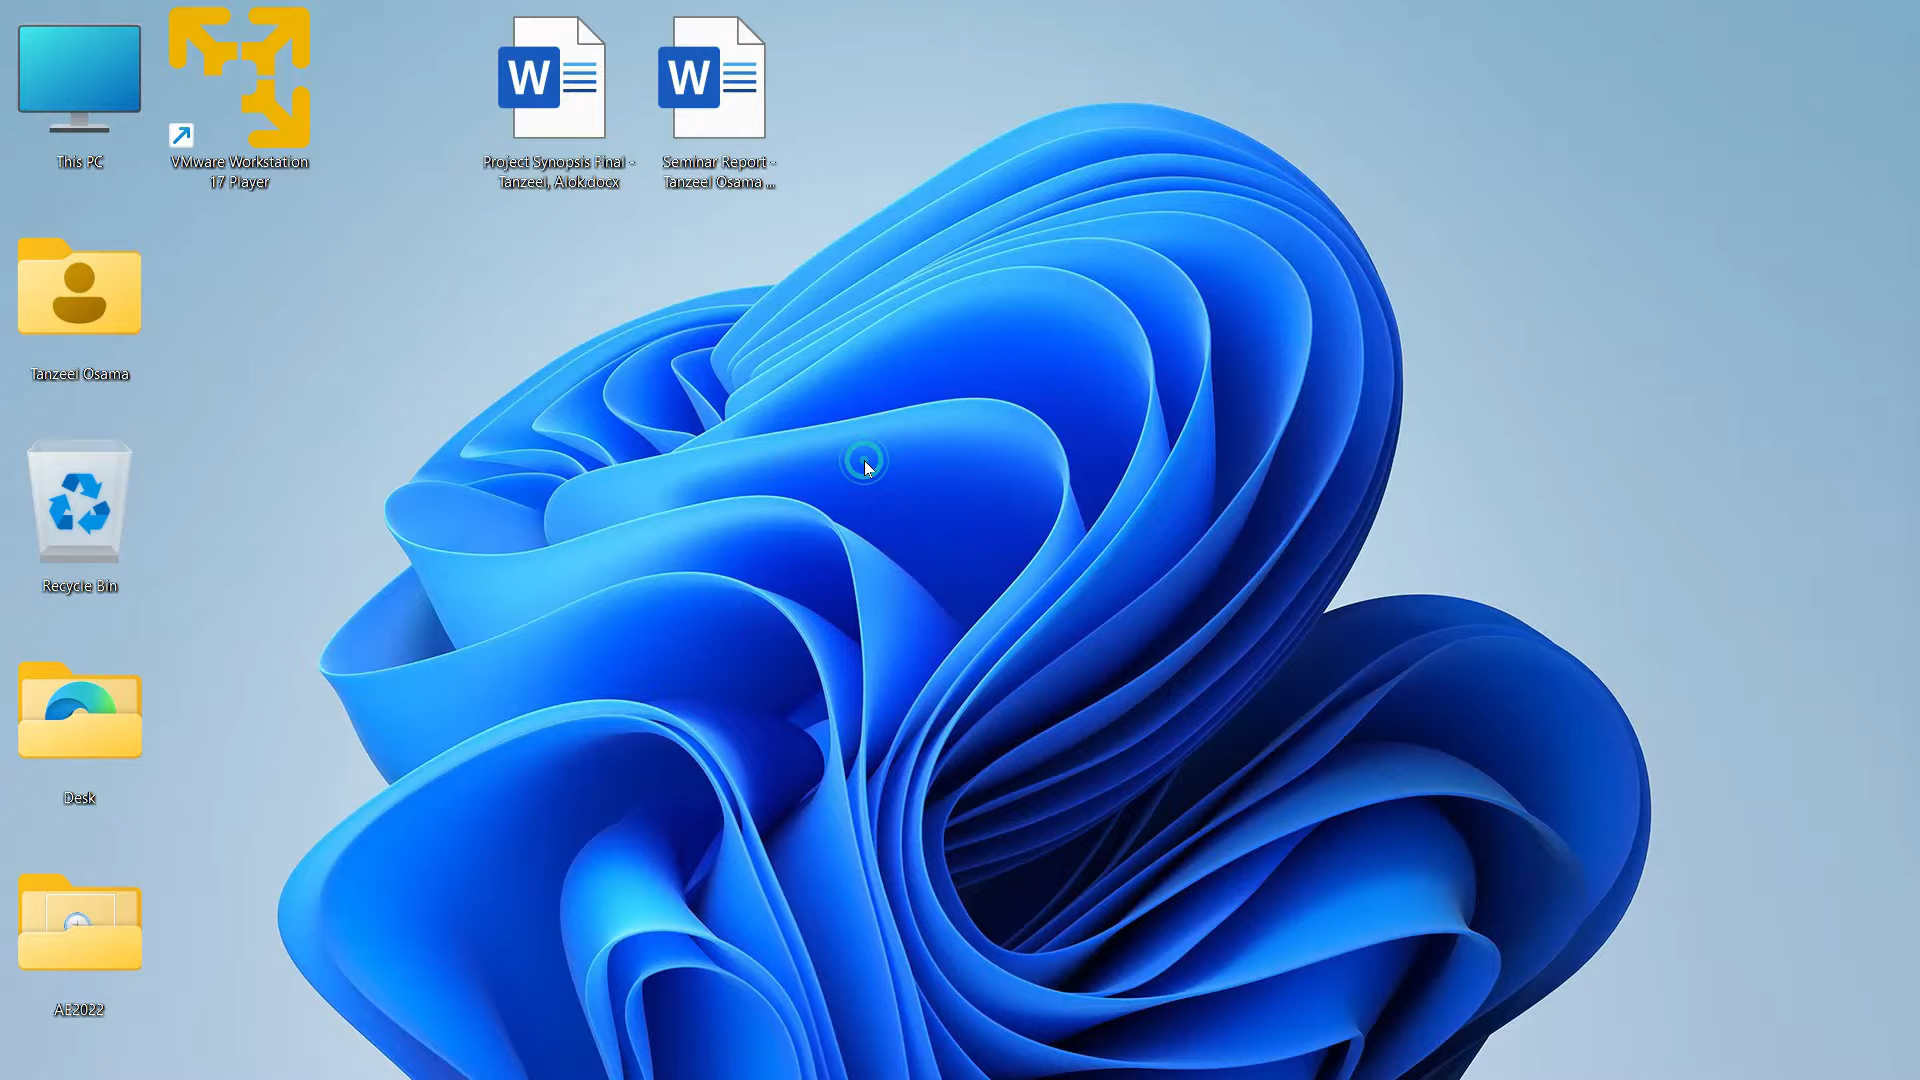 This PC
VMware Workstation
17 Player
W
Project Synopsis Final -
Tanzeel, Alok.docx
W
Seminar Report -
Tanzeel Osama ...
Tanzeel Osama
Recycle Bin
Desk
AE2022